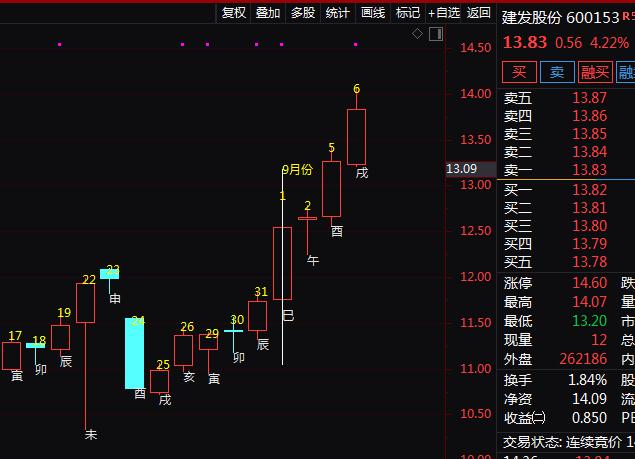 复权 叠加 多股 统计 画线 标记 +自选 返回
建发股份 600153 R
13.83 0.56 4.22%
买 卖 融买
卖五 13.87
卖四 13.86
卖三 13.85
卖二 13.84
卖一 13.83
买一 13.82
买二 13.81
买三 13.80
买四 13.79
买五 13.78
涨停 14.60 跌
最高 14.07 量
最低 13.20 市
现量 12 总
外盘 262186 内
换手 1.84% 股
净资 14.09 流
收益㈡ 0.850 PE
交易状态: 连续竞价 14
14.50
14.00
13.50
13.09
13.00
12.50
12.00
11.50
11.00
10.50
9月份
17 18 19 22 23 24 25 26 29 30 31 1 2 5 6
寅 卯 辰 未 申 酉 戌 亥 寅 卯 辰 巳 午 酉 戌